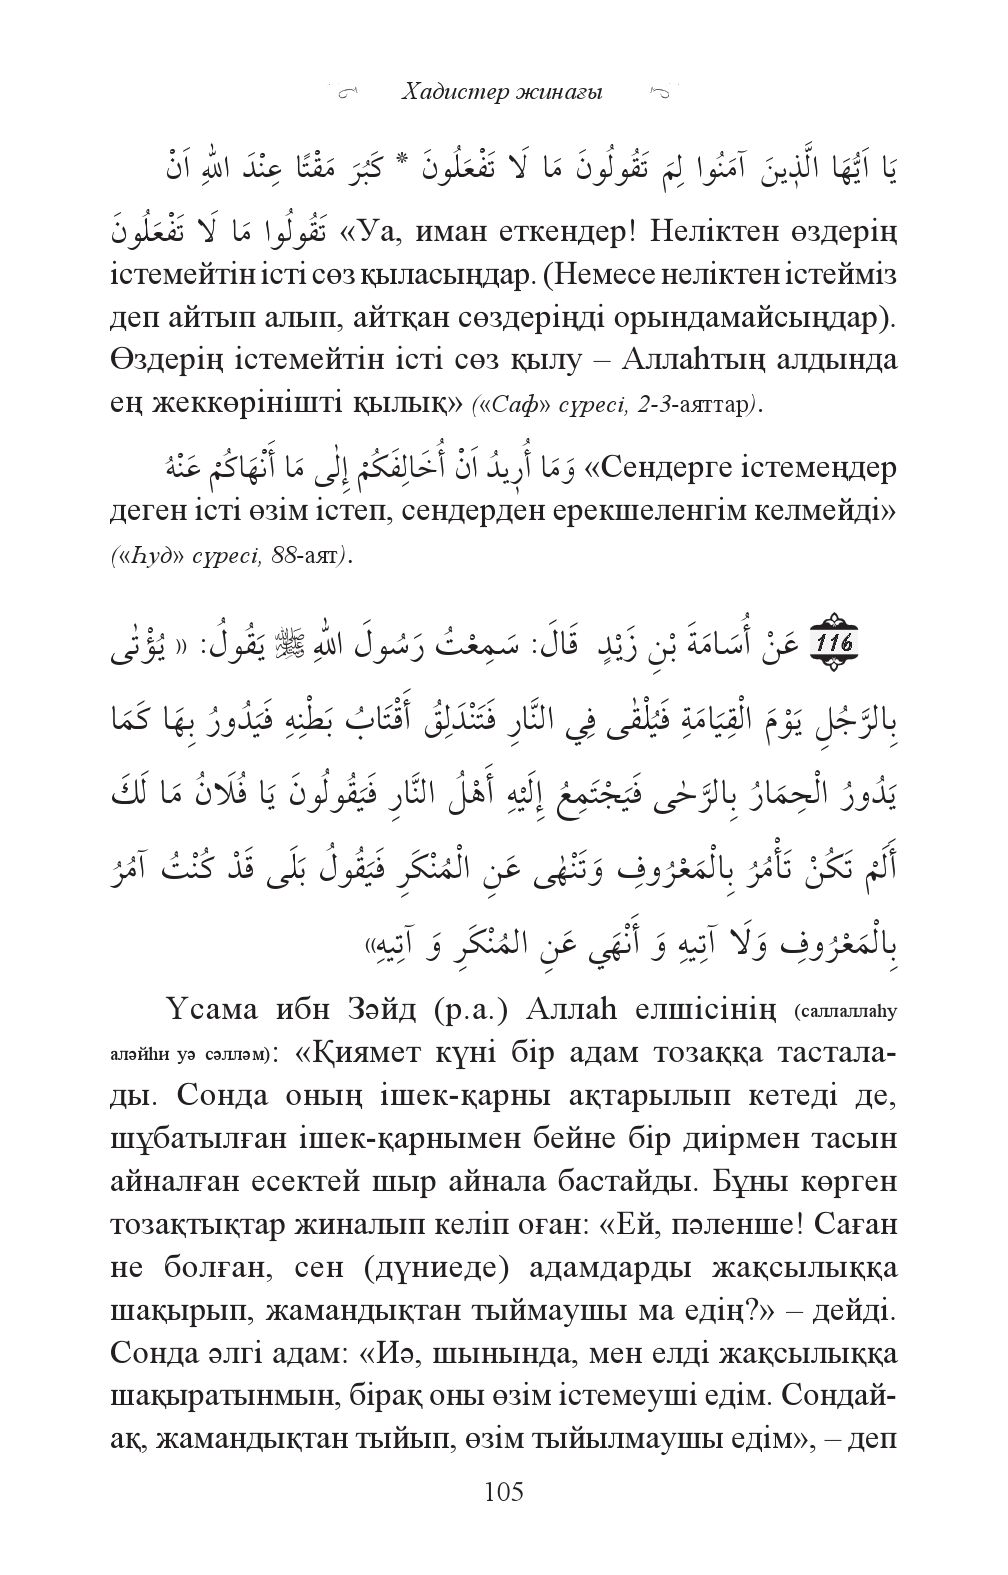 Хадистер жинағы
يَا اَيُّهَا الَّذِينَ آمَنُوا لِمَ تَقُولُونَ مَا لَا تَفْعَلُونَ * كَبُرَ مَقْتًا عِنْدَ اللهِ اَنْ
تَقُولُوا مَا لَا تَفْعَلُونَ «Уа, иман еткендер! Неліктен өздерің
істемейтін істі сөз қыласыңдар. (Немесе неліктен істейміз
деп айтып алып, айтқан сөздеріңді орындамайсыңдар).
Өздерің істемейтін істі сөз қылу – Аллаһтың алдында
ең жеккөрінішті қылық» («Саф» сүресі, 2-3-аяттар).
وَمَا أُرِيدُ اَنْ أُخَالِفَكُمْ إِلٰى مَا أَنْهَاكُمْ عَنْهُ «Сендерге істемеңдер
деген істі өзім істеп, сендерден ерекшеленгім келмейді»
(«Һуд» сүресі, 88-аят).
116 عَنْ أُسَامَةَ بْنِ زَيْدٍ قَالَ: سَمِعْتُ رَسُولَ اللهِ ﷺ يَقُولُ: « يُؤْتٰى
بِالرَّجُلِ يَوْمَ الْقِيَامَةِ فَيُلْقٰى فِي النَّارِ فَتَنْدَلِقُ أَقْتَابُ بَطْنِهِ فَيَدُورُ بِهَا كَمَا
يَدُورُ الْحِمَارُ بِالرَّحٰى فَيَجْتَمِعُ إِلَيْهِ أَهْلُ النَّارِ فَيَقُولُونَ يَا فُلَانُ مَا لَكَ
أَلَمْ تَكُنْ تَأْمُرُ بِالْمَعْرُوفِ وَتَنْهٰى عَنِ الْمُنْكَرِ فَيَقُولُ بَلَى قَدْ كُنْتُ آمُرُ
بِالْمَعْرُوفِ وَلَا آتِيهِ وَ أَنْهَي عَنِ المُنْكَرِ وَ آتِيهِ»
Үсама ибн Зәйд (р.а.) Аллаһ елшісінің (саллаллаһу
аләйһи уә сәлләм): «Қиямет күні бір адам тозаққа тастала-
ды. Сонда оның ішек-қарны ақтарылып кетеді де,
шұбатылған ішек-қарнымен бейне бір диірмен тасын
айналған есектей шыр айнала бастайды. Бұны көрген
тозақтықтар жиналып келіп оған: «Ей, пәленше! Саған
не болған, сен (дүниеде) адамдарды жақсылыққа
шақырып, жамандықтан тыймаушы ма едің?» – дейді.
Сонда әлгі адам: «Иә, шынында, мен елді жақсылыққа
шақыратынмын, бірақ оны өзім істемеуші едім. Сондай-
ақ, жамандықтан тыйып, өзім тыйылмаушы едім», – деп
105